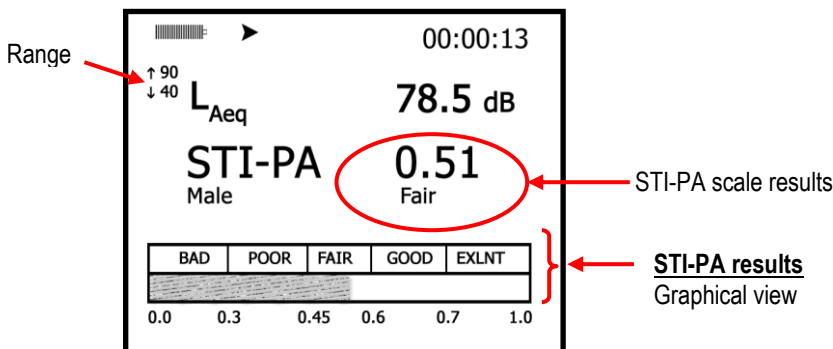 00:00:13
Range
↑ 90
↓ 40
LAeq 78.5 dB
STI-PA 0.51
Male Fair
STI-PA scale results
BAD POOR FAIR GOOD EXLNT
STI-PA results
Graphical view
0.0 0.3 0.45 0.6 0.7 1.0